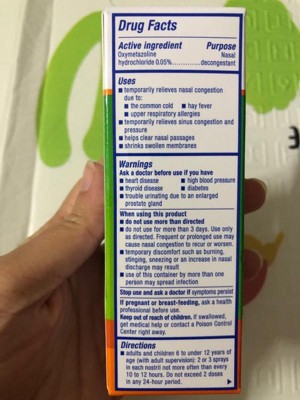 Drug Facts
Active ingredient Purpose
Oxymetazoline Nasal
hydrochloride 0.05%..............decongestant
Uses
■ temporarily relieves nasal congestion
due to:
■ the common cold ■ hay fever
■ upper respiratory allergies
■ temporarily relieves sinus congestion and
pressure
■ helps clear nasal passages
■ shrinks swollen membranes
Warnings
Ask a doctor before use if you have
■ heart disease ■ high blood pressure
■ thyroid disease ■ diabetes
■ trouble urinating due to an enlarged
prostate gland
When using this product
■ do not use more than directed
■ do not use for more than 3 days. Use only
as directed. Frequent or prolonged use may
cause nasal congestion to recur or worsen.
■ temporary discomfort such as burning,
stinging, sneezing or an increase in nasal
discharge may result
■ use of this container by more than one
person may spread infection
Stop use and ask a doctor if symptoms persist
If pregnant or breast-feeding, ask a health
professional before use.
Keep out of reach of children. If swallowed,
get medical help or contact a Poison Control
Center right away.
Directions
■ adults and children 6 to under 12 years of
age (with adult supervision): 2 or 3 sprays
in each nostril not more often than every
10 to 12 hours. Do not exceed 2 doses
in any 24-hour period.